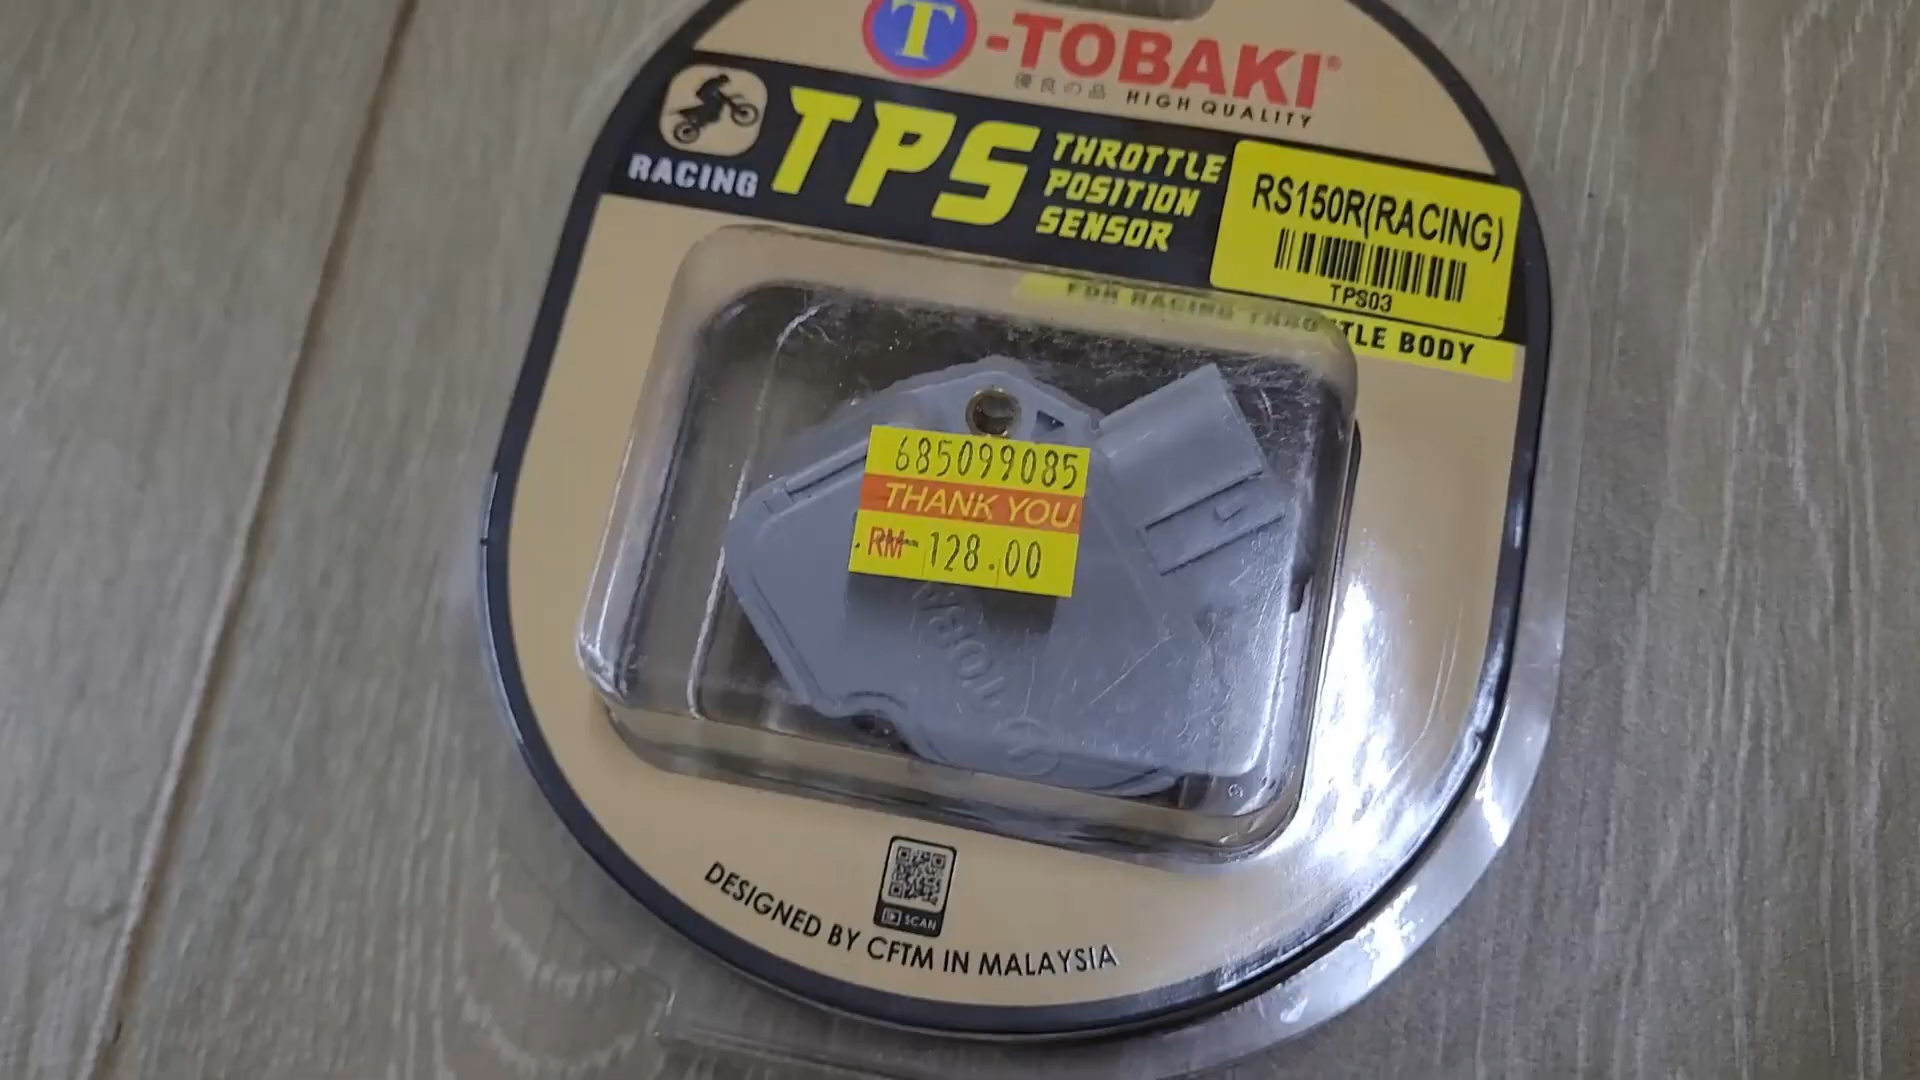 T-TOBAKI®
優良の品 HIGH QUALITY
RACING
TPS
THROTTLE
POSITION
SENSOR
RS150R(RACING)
TPS03
FOR RACING THROTTLE BODY
685099085
THANK YOU
RM 128.00
TOBA
SCAN
DESIGNED BY CFTM IN MALAYSIA